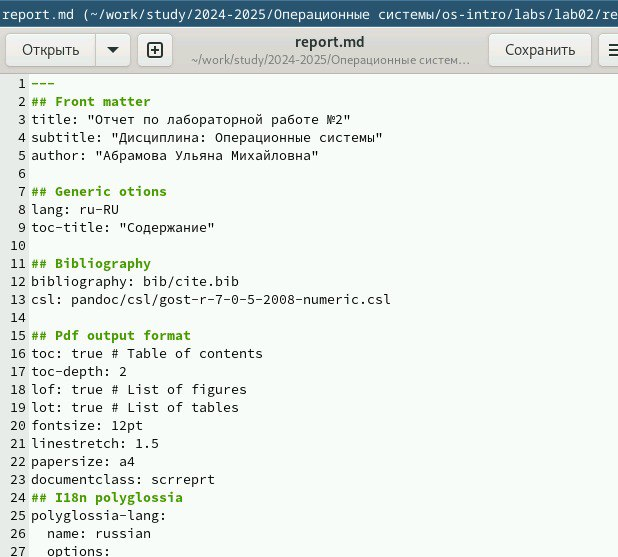 report.md (~/work/study/2024-2025/Операционные системы/os-intro/labs/lab02/re
Открыть
report.md
~/work/study/2024-2025/Операционные систем…
Сохранить
1 ---
2 ## Front matter
3 title: "Отчет по лабораторной работе №2"
4 subtitle: "Дисциплина: Операционные системы"
5 author: "Абрамова Ульяна Михайловна"
6
7 ## Generic otions
8 lang: ru-RU
9 toc-title: "Содержание"
10
11 ## Bibliography
12 bibliography: bib/cite.bib
13 csl: pandoc/csl/gost-r-7-0-5-2008-numeric.csl
14
15 ## Pdf output format
16 toc: true # Table of contents
17 toc-depth: 2
18 lof: true # List of figures
19 lot: true # List of tables
20 fontsize: 12pt
21 linestretch: 1.5
22 papersize: a4
23 documentclass: scrreprt
24 ## I18n polyglossia
25 polyglossia-lang:
26   name: russian
27   options: